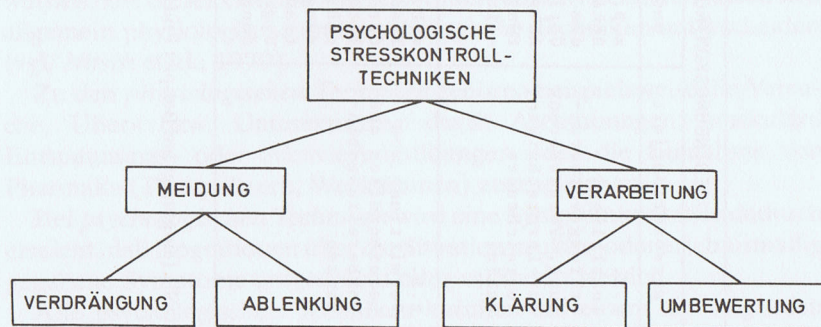 PSYCHOLOGISCHE
STRESSKONTROLL-
TECHNIKEN
MEIDUNG
VERARBEITUNG
VERDRÄNGUNG
ABLENKUNG
KLÄRUNG
UMBEWERTUNG